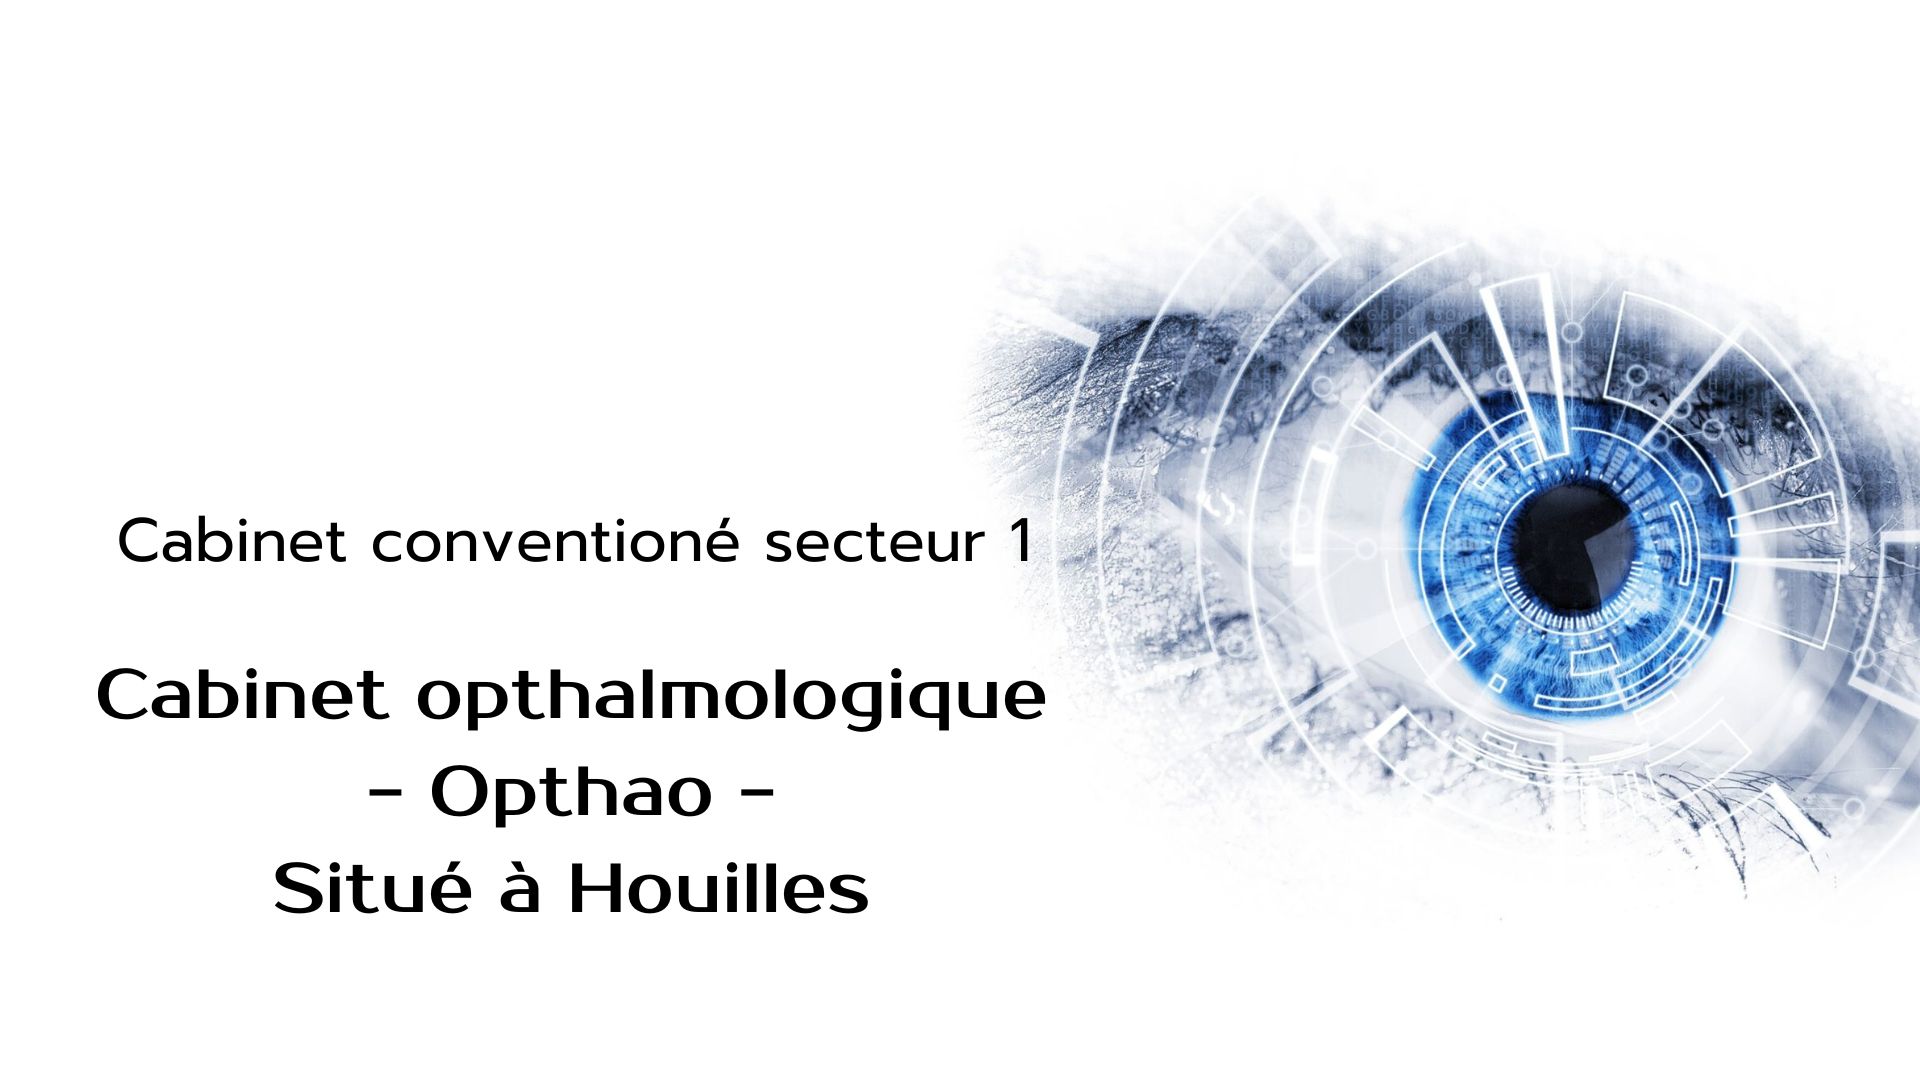 Cabinet conventioné secteur 1
Cabinet opthalmologique
- Opthao -
Situé à Houilles